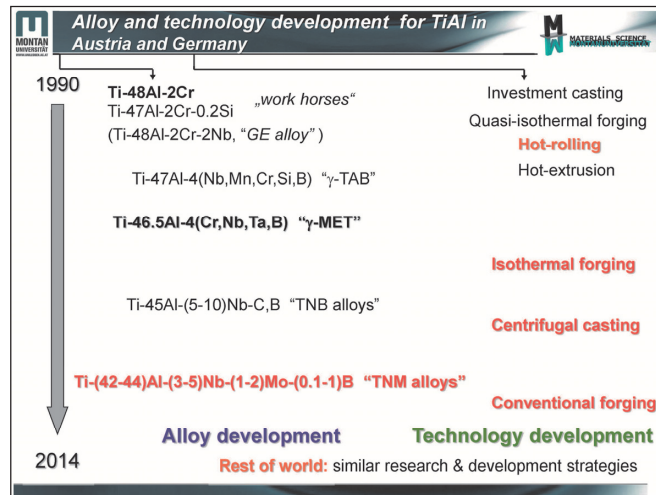 MONTAN
UNIVERSITÄT
Alloy and technology development for TiAl in
Austria and Germany
MATERIALS SCIENCE
MONTANUNIVERSITÄT
1990
Ti-48Al-2Cr
Ti-47Al-2Cr-0.2Si
„work horses“
(Ti-48Al-2Cr-2Nb, “GE alloy” )
Investment casting
Quasi-isothermal forging
Hot-rolling
Hot-extrusion
Ti-47Al-4(Nb,Mn,Cr,Si,B) “γ-TAB”
Ti-46.5Al-4(Cr,Nb,Ta,B) “γ-MET”
Isothermal forging
Ti-45Al-(5-10)Nb-C,B “TNB alloys”
Centrifugal casting
Ti-(42-44)Al-(3-5)Nb-(1-2)Mo-(0.1-1)B “TNM alloys”
Conventional forging
Alloy development
Technology development
2014
Rest of world: similar research & development strategies